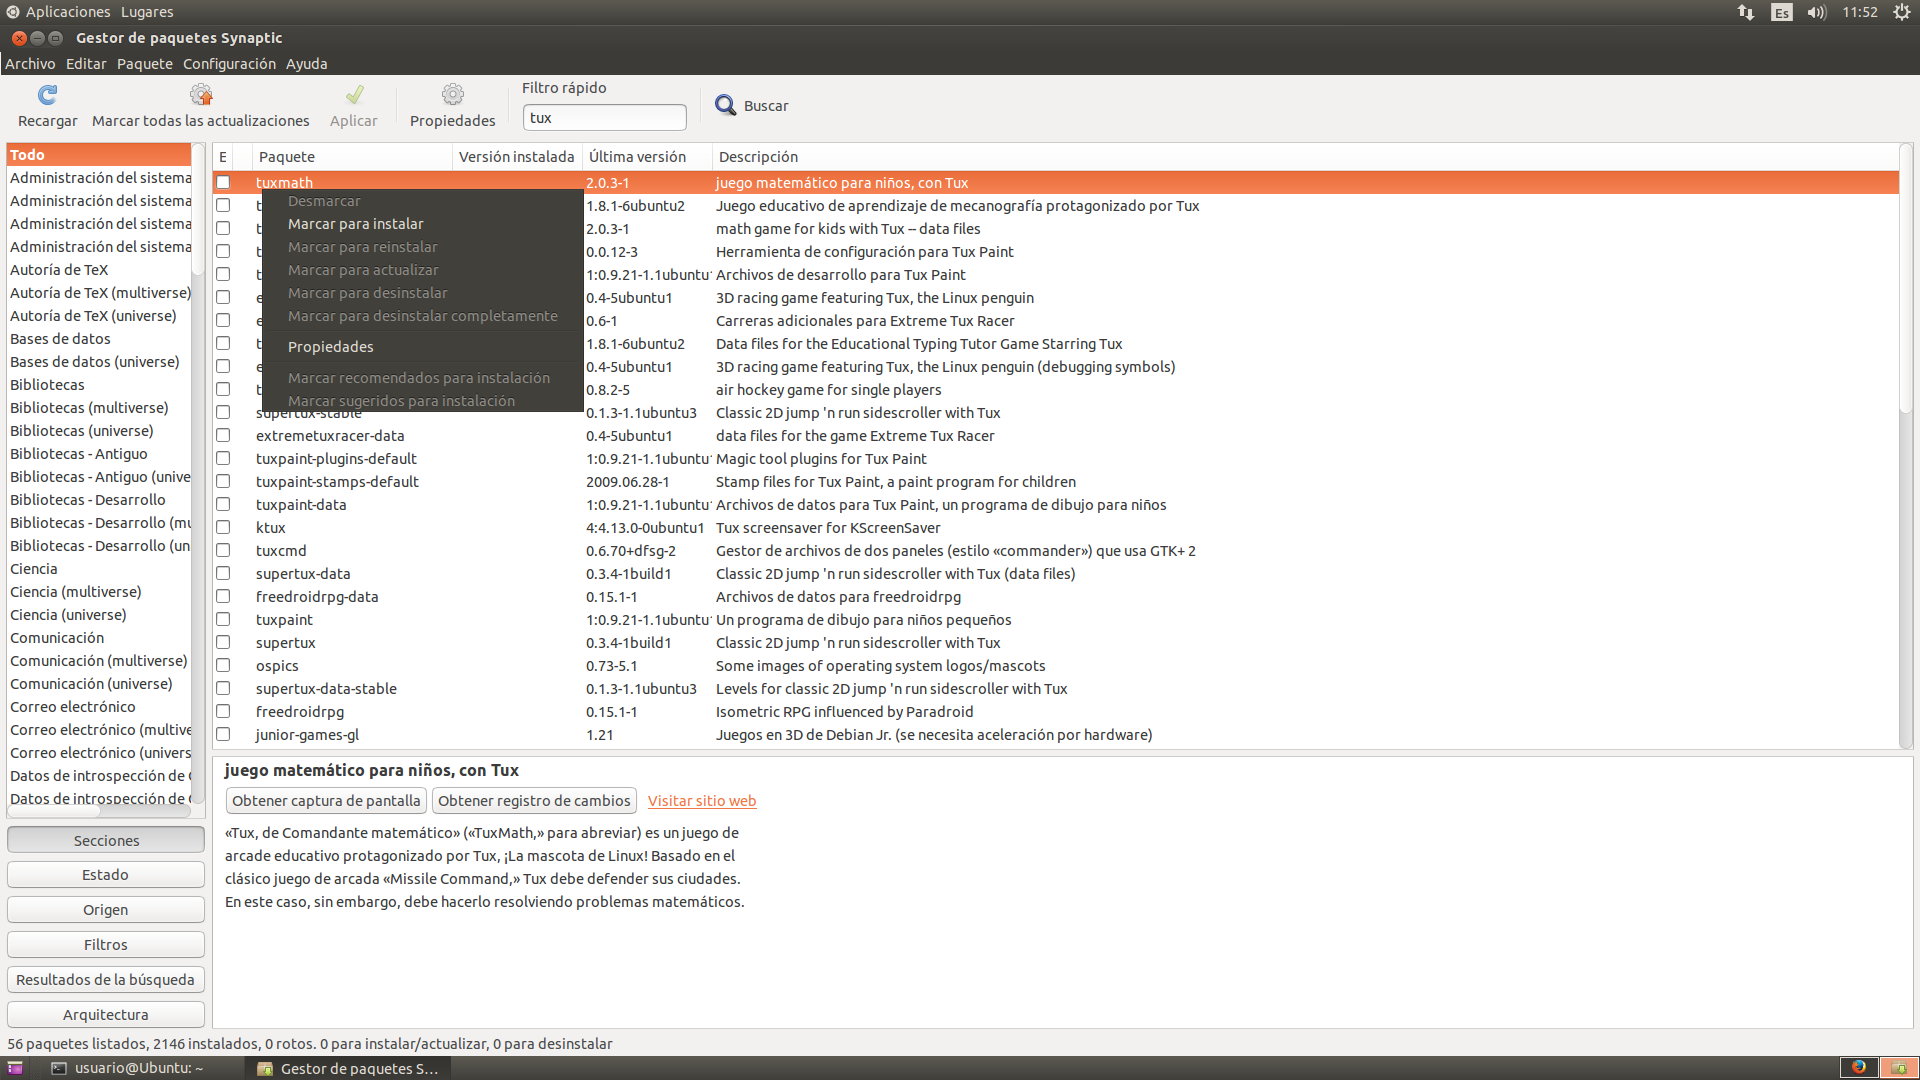 Aplicaciones Lugares
Es 11:52
Gestor de paquetes Synaptic
Archivo Editar Paquete Configuración Ayuda
Recargar Marcar todas las actualizaciones Aplicar Propiedades
Filtro rápido
tux
Buscar
Todo
Administración del sistema
Administración del sistema
Administración del sistema
Administración del sistema
Autoría de TeX
Autoría de TeX (multiverse)
Autoría de TeX (universe)
Bases de datos
Bases de datos (universe)
Bibliotecas
Bibliotecas (multiverse)
Bibliotecas (universe)
Bibliotecas - Antiguo
Bibliotecas - Antiguo (unive
Bibliotecas - Desarrollo
Bibliotecas - Desarrollo (mu
Bibliotecas - Desarrollo (un
Ciencia
Ciencia (multiverse)
Ciencia (universe)
Comunicación
Comunicación (multiverse)
Comunicación (universe)
Correo electrónico
Correo electrónico (multive
Correo electrónico (univers
Datos de introspección de
Datos de introspección de
Secciones
Estado
Origen
Filtros
Resultados de la búsqueda
Arquitectura
E Paquete Versión instalada Última versión Descripción
tuxmath 2.0.3-1 juego matemático para niños, con Tux
t 1.8.1-6ubuntu2 Juego educativo de aprendizaje de mecanografía protagonizado por Tux
t 2.0.3-1 math game for kids with Tux -- data files
t 0.0.12-3 Herramienta de configuración para Tux Paint
t 1:0.9.21-1.1ubuntu Archivos de desarrollo para Tux Paint
e 0.4-5ubuntu1 3D racing game featuring Tux, the Linux penguin
e 0.6-1 Carreras adicionales para Extreme Tux Racer
t 1.8.1-6ubuntu2 Data files for the Educational Typing Tutor Game Starring Tux
e 0.4-5ubuntu1 3D racing game featuring Tux, the Linux penguin (debugging symbols)
t 0.8.2-5 air hockey game for single players
supertux-stable 0.1.3-1.1ubuntu3 Classic 2D jump 'n run sidescroller with Tux
extremetuxracer-data 0.4-5ubuntu1 data files for the game Extreme Tux Racer
tuxpaint-plugins-default 1:0.9.21-1.1ubuntu Magic tool plugins for Tux Paint
tuxpaint-stamps-default 2009.06.28-1 Stamp files for Tux Paint, a paint program for children
tuxpaint-data 1:0.9.21-1.1ubuntu Archivos de datos para Tux Paint, un programa de dibujo para niños
ktux 4:4.13.0-0ubuntu1 Tux screensaver for KScreenSaver
tuxcmd 0.6.70+dfsg-2 Gestor de archivos de dos paneles (estilo «commander») que usa GTK+ 2
supertux-data 0.3.4-1build1 Classic 2D jump 'n run sidescroller with Tux (data files)
freedroidrpg-data 0.15.1-1 Archivos de datos para freedroidrpg
tuxpaint 1:0.9.21-1.1ubuntu Un programa de dibujo para niños pequeños
supertux 0.3.4-1build1 Classic 2D jump 'n run sidescroller with Tux
ospics 0.73-5.1 Some images of operating system logos/mascots
supertux-data-stable 0.1.3-1.1ubuntu3 Levels for classic 2D jump 'n run sidescroller with Tux
freedroidrpg 0.15.1-1 Isometric RPG influenced by Paradroid
junior-games-gl 1.21 Juegos en 3D de Debian Jr. (se necesita aceleración por hardware)
Desmarcar
Marcar para instalar
Marcar para reinstalar
Marcar para actualizar
Marcar para desinstalar
Marcar para desinstalar completamente
Propiedades
Marcar recomendados para instalación
Marcar sugeridos para instalación
juego matemático para niños, con Tux
Obtener captura de pantalla Obtener registro de cambios Visitar sitio web
«Tux, de Comandante matemático» («TuxMath,» para abreviar) es un juego de
arcade educativo protagonizado por Tux, ¡La mascota de Linux! Basado en el
clásico juego de arcada «Missile Command,» Tux debe defender sus ciudades.
En este caso, sin embargo, debe hacerlo resolviendo problemas matemáticos.
56 paquetes listados, 2146 instalados, 0 rotos. 0 para instalar/actualizar, 0 para desinstalar
usuario@Ubuntu: ~ Gestor de paquetes S...